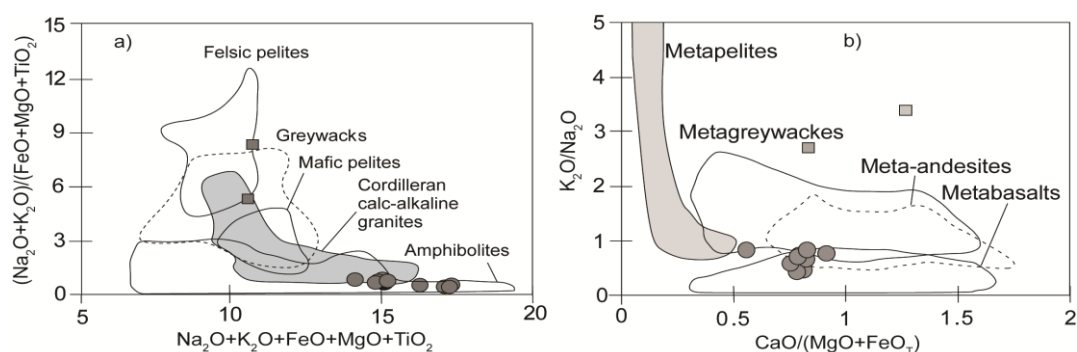 a)
(Na₂O+K₂O)/(FeO+MgO+TiO₂)
15
12
9
6
3
0
Felsic pelites
Greywacks
Mafic pelites
Cordilleran
calc-alkaline
granites
Amphibolites
5
10
15
20
Na₂O+K₂O+FeO+MgO+TiO₂
b)
K₂O/Na₂O
5
4
3
2
1
0
Metapelites
Metagreywackes
Meta-andesites
Metabasalts
0
0.5
1
1.5
2
CaO/(MgO+FeO_T)